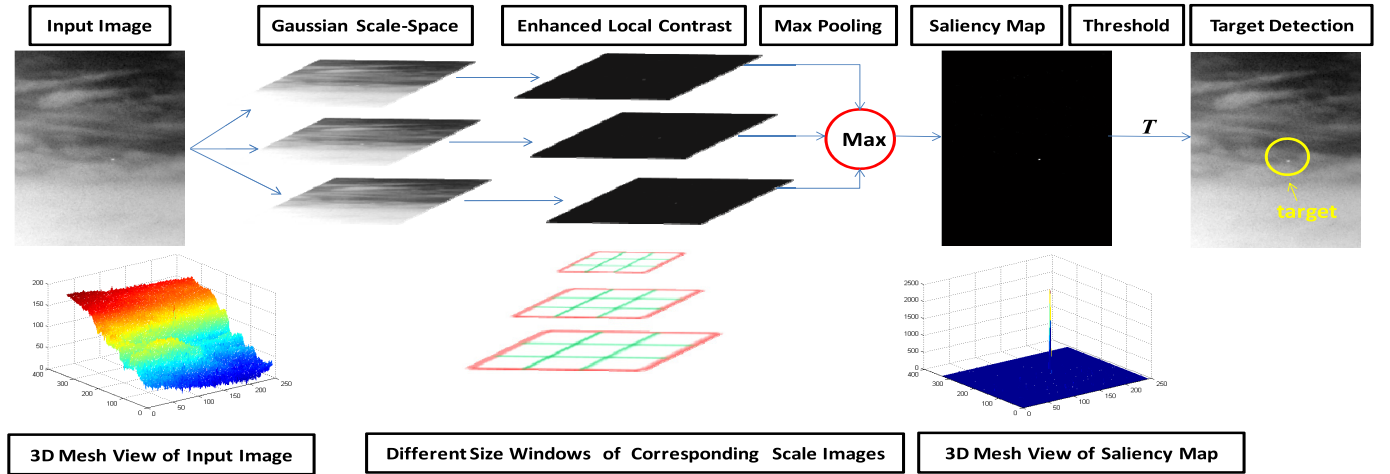 Input Image
Gaussian Scale-Space
Enhanced Local Contrast
Max Pooling
Saliency Map
Threshold
Target Detection
Max
T
target
200
150
100
50
0
400
300
200
100
0
0
50
100
150
200
250
2500
2000
1500
1000
500
0
400
300
200
100
0
0
50
100
150
200
250
3D Mesh View of Input Image
Different Size Windows of Corresponding Scale Images
3D Mesh View of Saliency Map